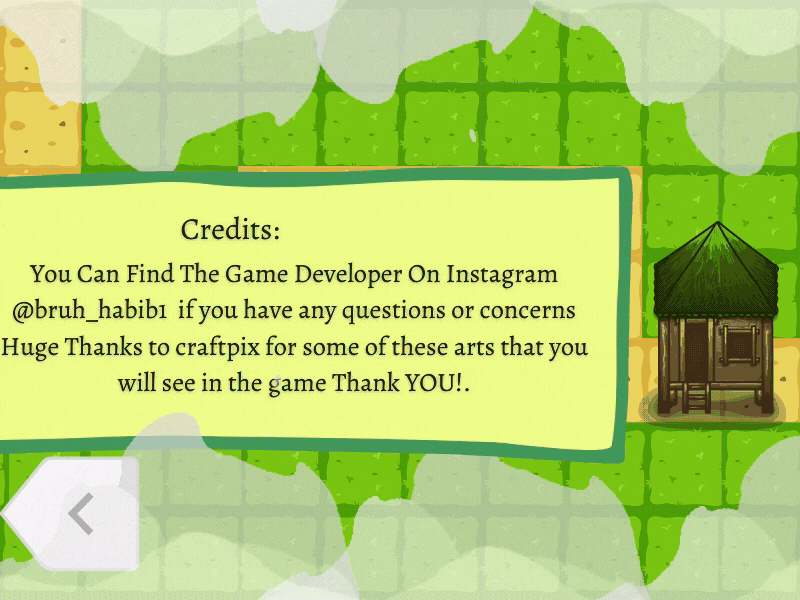 Credits:
You Can Find The Game Developer On Instagram
@bruh_habib1 if you have any questions or concerns
Huge Thanks to craftpix for some of these arts that you
will see in the game Thank YOU!.